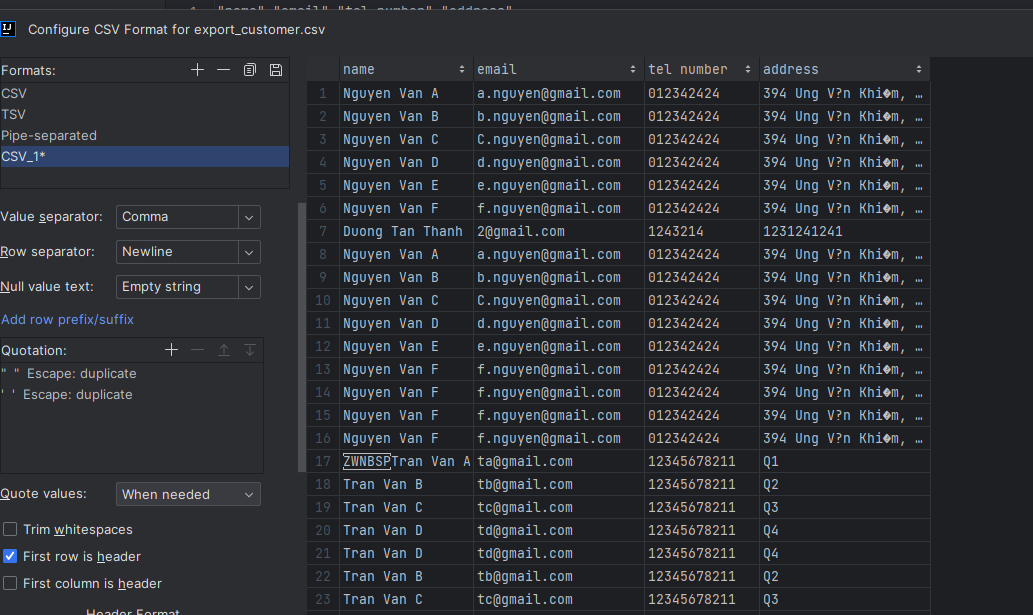 1 "name","email","tel number","address"
IJ Configure CSV Format for export_customer.csv
Formats:
CSV
TSV
Pipe-separated
CSV_1*
Value separator: Comma
Row separator: Newline
Null value text: Empty string
Add row prefix/suffix
Quotation:
" " Escape: duplicate
' ' Escape: duplicate
Quote values: When needed
Trim whitespaces
First row is header
First column is header
Header Format
name email tel number address
1 Nguyen Van A a.nguyen@gmail.com 012342424 394 Ung V?n Khi�m, …
2 Nguyen Van B b.nguyen@gmail.com 012342424 394 Ung V?n Khi�m, …
3 Nguyen Van C C.nguyen@gmail.com 012342424 394 Ung V?n Khi�m, …
4 Nguyen Van D d.nguyen@gmail.com 012342424 394 Ung V?n Khi�m, …
5 Nguyen Van E e.nguyen@gmail.com 012342424 394 Ung V?n Khi�m, …
6 Nguyen Van F f.nguyen@gmail.com 012342424 394 Ung V?n Khi�m, …
7 Duong Tan Thanh 2@gmail.com 1243214 1231241241
8 Nguyen Van A a.nguyen@gmail.com 012342424 394 Ung V?n Khi�m, …
9 Nguyen Van B b.nguyen@gmail.com 012342424 394 Ung V?n Khi�m, …
10 Nguyen Van C C.nguyen@gmail.com 012342424 394 Ung V?n Khi�m, …
11 Nguyen Van D d.nguyen@gmail.com 012342424 394 Ung V?n Khi�m, …
12 Nguyen Van E e.nguyen@gmail.com 012342424 394 Ung V?n Khi�m, …
13 Nguyen Van F f.nguyen@gmail.com 012342424 394 Ung V?n Khi�m, …
14 Nguyen Van F f.nguyen@gmail.com 012342424 394 Ung V?n Khi�m, …
15 Nguyen Van F f.nguyen@gmail.com 012342424 394 Ung V?n Khi�m, …
16 Nguyen Van F f.nguyen@gmail.com 012342424 394 Ung V?n Khi�m, …
17 ZWNBSPTran Van A ta@gmail.com 12345678211 Q1
18 Tran Van B tb@gmail.com 12345678211 Q2
19 Tran Van C tc@gmail.com 12345678211 Q3
20 Tran Van D td@gmail.com 12345678211 Q4
21 Tran Van D td@gmail.com 12345678211 Q4
22 Tran Van B tb@gmail.com 12345678211 Q2
23 Tran Van C tc@gmail.com 12345678211 Q3